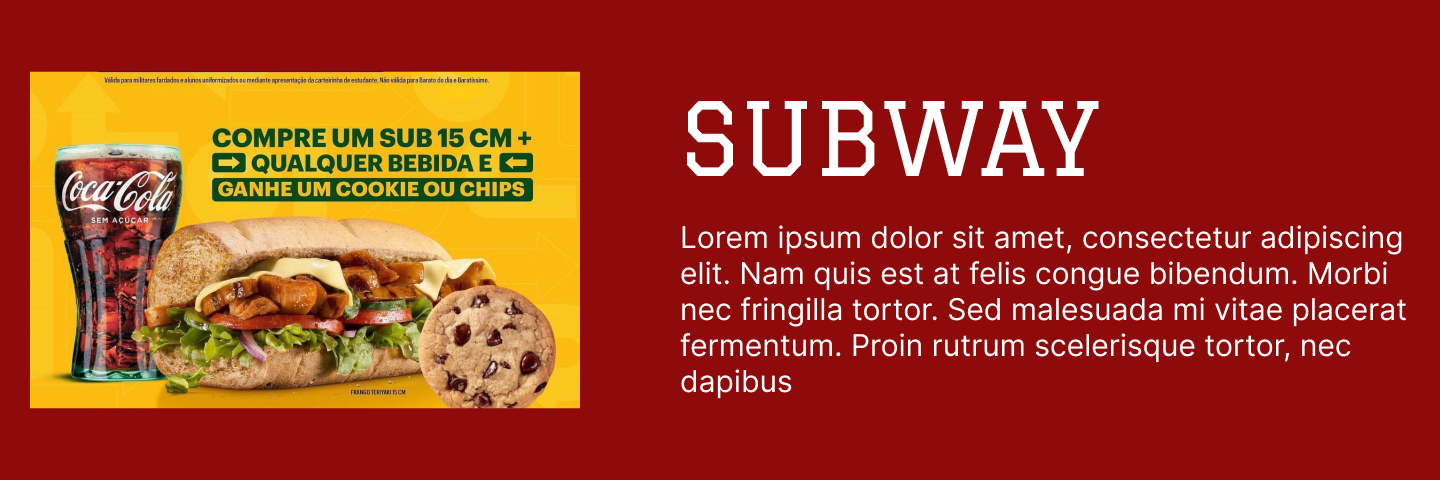 Válida para militares fardados e alunos uniformizados ou mediante apresentação da carteirinha de estudante. Não válida para Barato do dia e Baratíssimo.
COMPRE UM SUB 15 CM +
QUALQUER BEBIDA E
GANHE UM COOKIE OU CHIPS
Coca-Cola
SEM AÇÚCAR
FRANGO TERIYAKI 15 CM
SUBWAY
Lorem ipsum dolor sit amet, consectetur adipiscing
elit. Nam quis est at felis congue bibendum. Morbi
nec fringilla tortor. Sed malesuada mi vitae placerat
fermentum. Proin rutrum scelerisque tortor, nec
dapibus